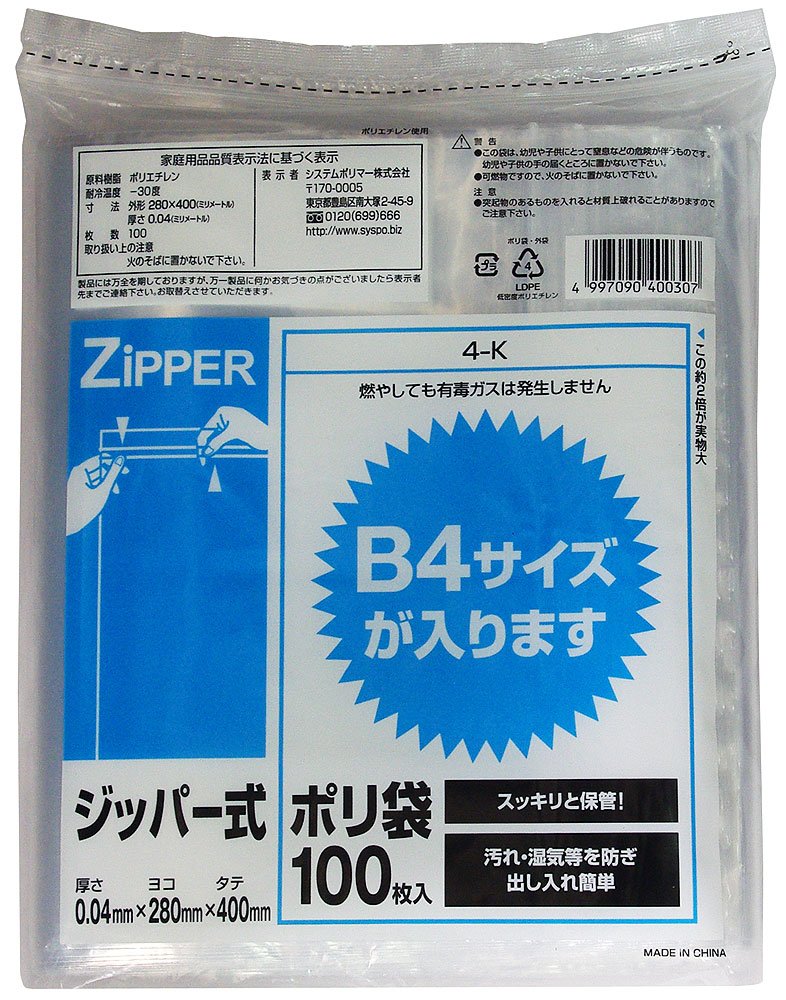 ポリエチレン使用
家庭用品品質表示法に基づく表示
原料樹脂 ポリエチレン
耐冷温度 −30度
寸法 外形 280×400(ミリメートル)
厚さ 0.04(ミリメートル)
枚数 100
取り扱い上の注意
火のそばに置かないで下さい。
表示者 システムポリマー株式会社
〒170-0005
東京都豊島区南大塚2-45-9
0120(699)666
http://www.syspo.biz
製品には万全を期しておりますが、万一製品に何かお気づきの点がございましたら表示者
先までご連絡下さい。お取替えさせていただきます。
警告
●この袋は、幼児や子供にとって窒息などの危険が伴うものです。
幼児や子供の手の届くところに置かないで下さい。
●可燃物ですので、火のそばに置かないで下さい。
注意
●突起物のあるものを入れると材質上破れることがありますので
ご注意下さい。
ポリ袋・外袋
プラ
4
LDPE
低密度ポリエチレン
4 997090 400307
ZiPPER
4-K
燃やしても有毒ガスは発生しません
B4サイズ
が入ります
◀この約2倍が実物大
ジッパー式
厚さ ヨコ タテ
0.04mm×280mm×400mm
ポリ袋
100枚入
スッキリと保管!
汚れ・湿気等を防ぎ
出し入れ簡単
MADE iN CHINA